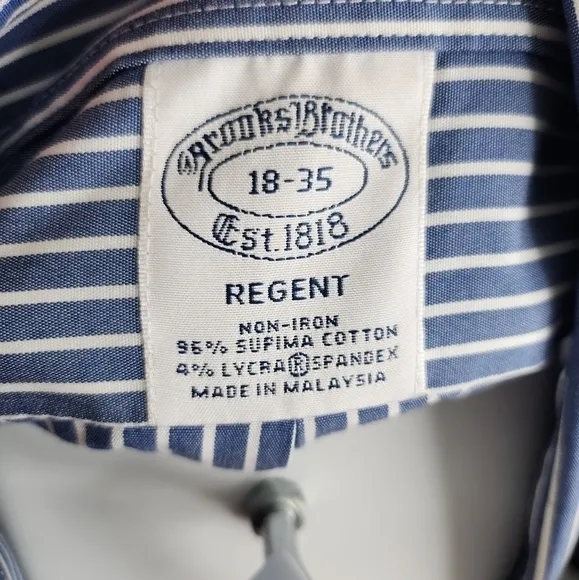 Brooks Brothers
18-35
Est. 1818
REGENT
NON-IRON
96% SUPIMA COTTON
4% LYCRA®SPANDEX
MADE IN MALAYSIA